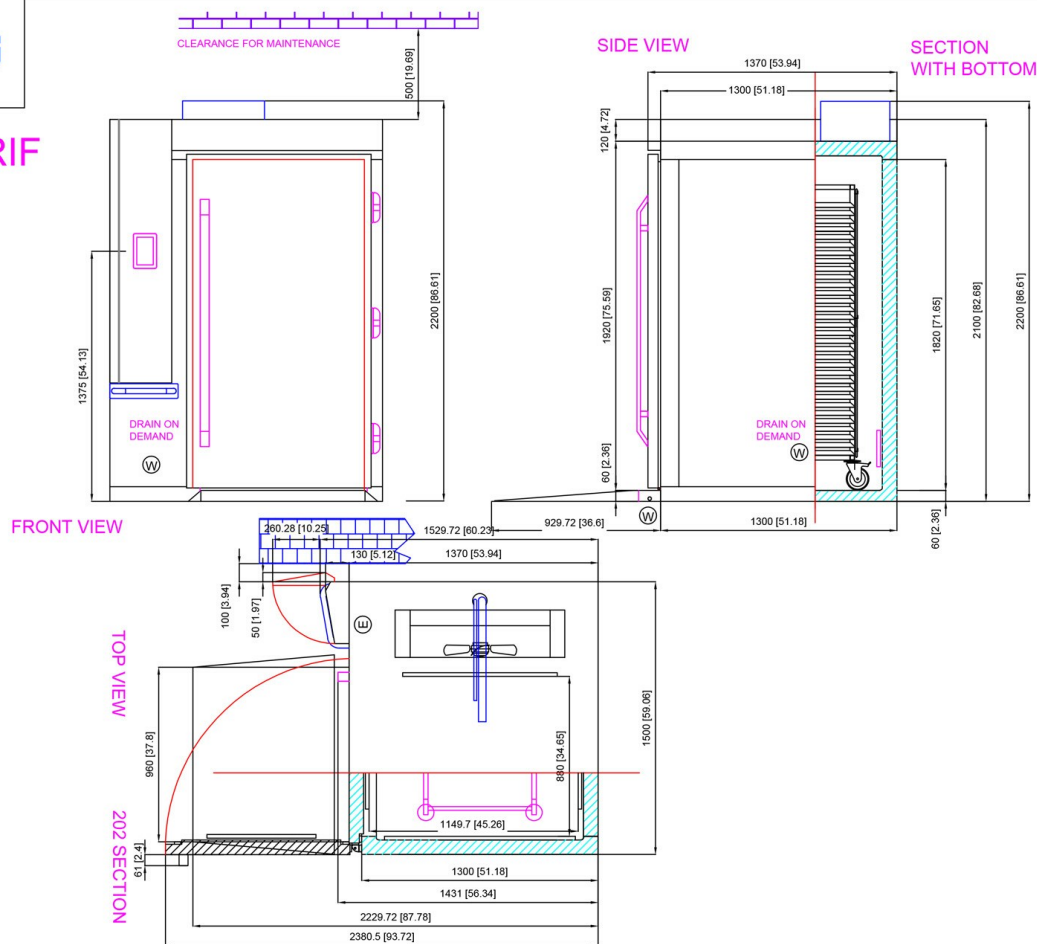 CLEARANCE FOR MAINTENANCE
500 [19.69]
RIF
2200 [86.61]
1375 [54.13]
DRAIN ON
DEMAND
W
FRONT VIEW
SIDE VIEW
SECTION
WITH BOTTOM
1370 [53.94]
1300 [51.18]
120 [4.72]
1920 [75.59]
60 [2.36]
DRAIN ON
DEMAND
W
1820 [71.65]
2100 [82.68]
2200 [86.61]
W
929.72 [36.6]
1300 [51.18]
60 [2.36]
260.28 [10.25]
1529.72 [60.23]
130 [5.12]
1370 [53.94]
100 [3.94]
50 [1.97]
E
TOP VIEW
960 [37.8]
880 [34.65]
1500 [59.06]
202 SECTION
61 [2.4]
1149.7 [45.26]
1300 [51.18]
1431 [56.34]
2229.72 [87.78]
2380.5 [93.72]